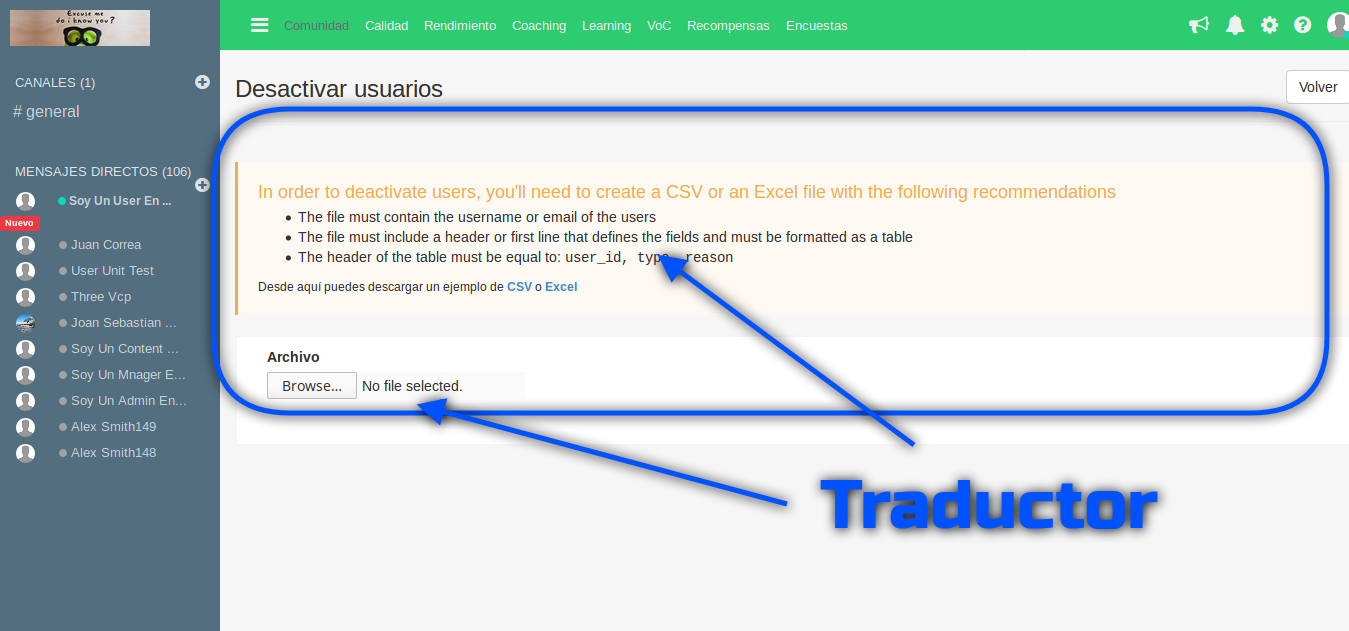 Excuse me
do i know you?
Comunidad Calidad Rendimiento Coaching Learning VoC Recompensas Encuestas
CANALES (1)
# general
MENSAJES DIRECTOS (106)
Soy Un User En ...
Nuevo
Juan Correa
User Unit Test
Three Vcp
Joan Sebastian ...
Soy Un Content ...
Soy Un Mnager E...
Soy Un Admin En...
Alex Smith149
Alex Smith148
Desactivar usuarios
Volver
In order to deactivate users, you'll need to create a CSV or an Excel file with the following recommendations
The file must contain the username or email of the users
The file must include a header or first line that defines the fields and must be formatted as a table
The header of the table must be equal to: user_id, type, reason
Desde aquí puedes descargar un ejemplo de CSV o Excel
Archivo
Browse... No file selected.
Traductor